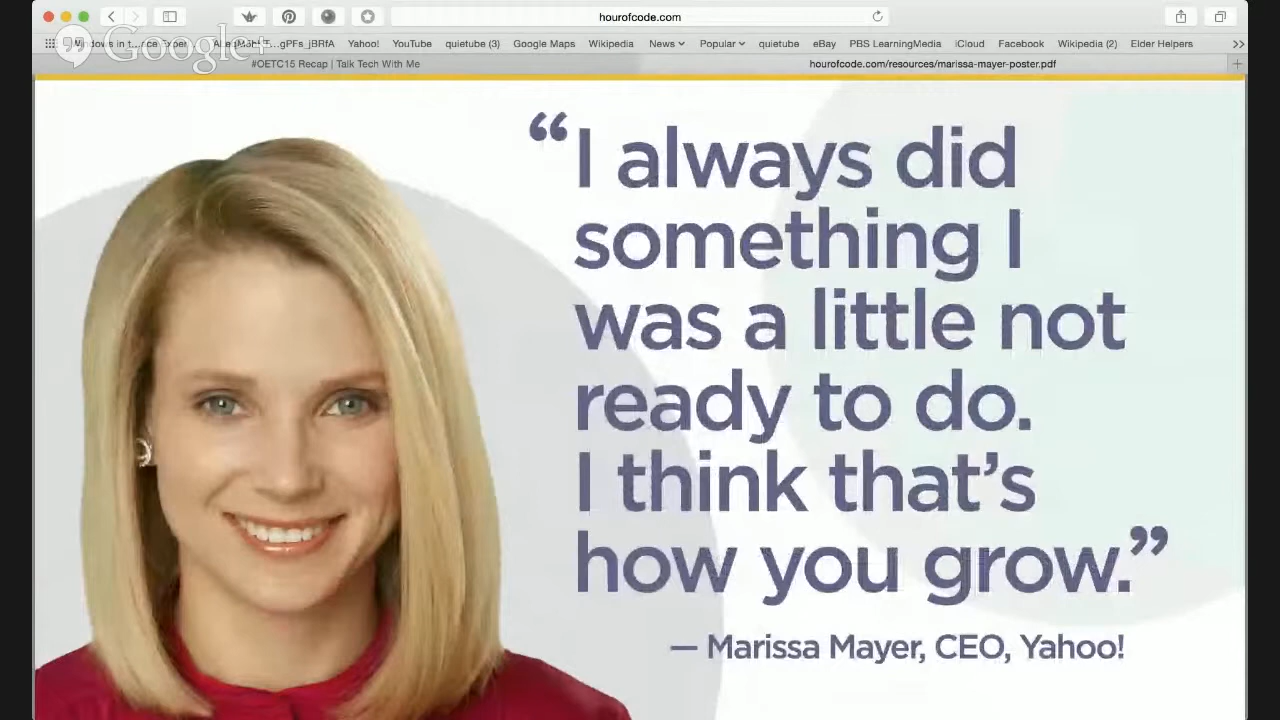 hourofcode.com
Google+
Yahoo! YouTube quietube (3) Google Maps Wikipedia News Popular quietube eBay PBS LearningMedia iCloud Facebook Wikipedia (2) Elder Helpers
#OETC15 Recap | Talk Tech With Me
hourofcode.com/resources/marissa-mayer-poster.pdf
“I always did
something I
was a little not
ready to do.
I think that’s
how you grow.”
— Marissa Mayer, CEO, Yahoo!